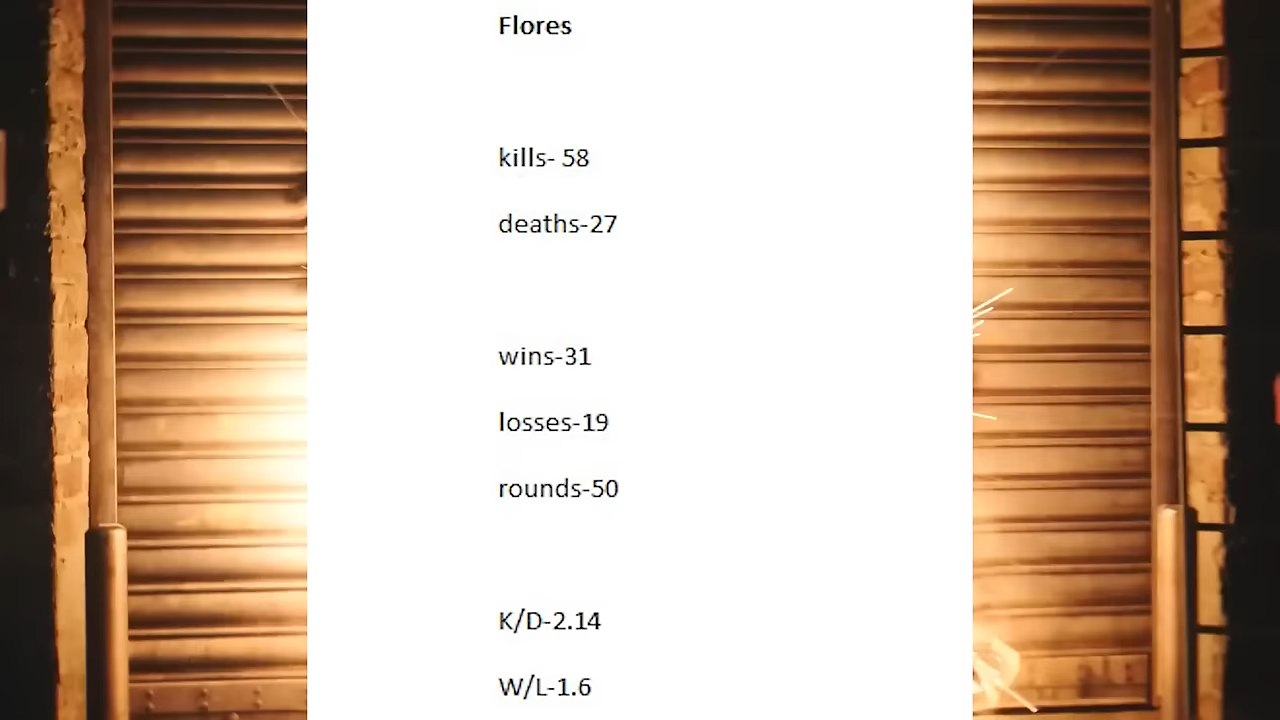 Flores
kills- 58
deaths-27
wins-31
losses-19
rounds-50
K/D-2.14
W/L-1.6